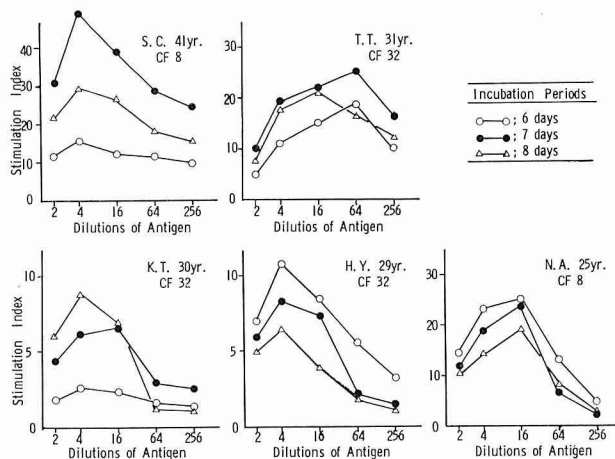 S.C. 41yr.
CF 8
40
30
20
10
0
Stimulation Index
2 4 16 64 256
Dilutions of Antigen
T.T. 31yr.
CF 32
30
20
10
0
2 4 16 64 256
Dilutions of Antigen
Incubation Periods
; 6 days
; 7 days
; 8 days
K.T. 30yr.
CF 32
10
5
0
Stimulation Index
2 4 16 64 256
Dilutions of Antigen
H.Y. 29yr.
CF 32
10
5
0
2 4 16 64 256
Dilutions of Antigen
N.A. 25yr.
CF 8
30
20
10
0
2 4 16 64 256
Dilutions of Antigen